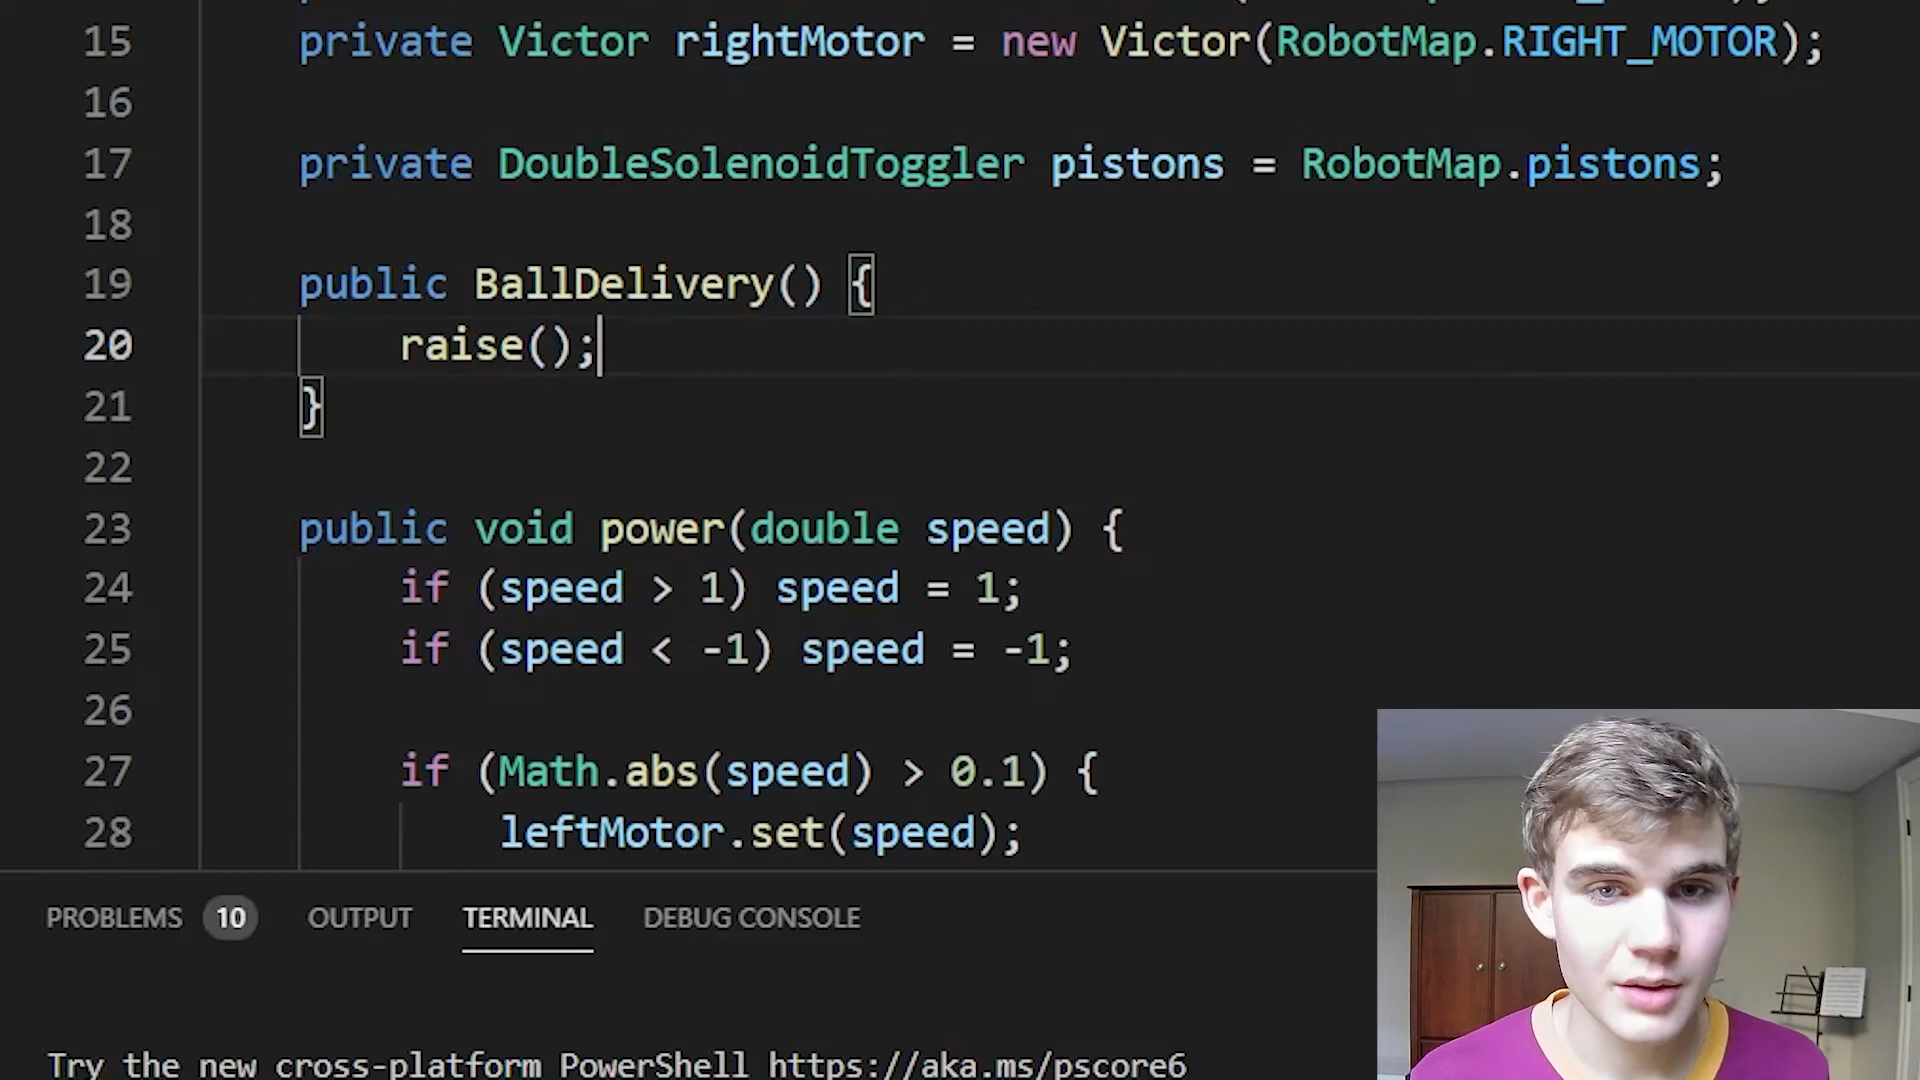 15 private Victor rightMotor = new Victor(RobotMap.RIGHT_MOTOR);
16
17 private DoubleSolenoidToggler pistons = RobotMap.pistons;
18
19 public BallDelivery() {
20 raise();
21 }
22
23 public void power(double speed) {
24 if (speed > 1) speed = 1;
25 if (speed < -1) speed = -1;
26
27 if (Math.abs(speed) > 0.1) {
28 leftMotor.set(speed);
PROBLEMS 10 OUTPUT TERMINAL DEBUG CONSOLE
Try the new cross-platform PowerShell https://aka.ms/pscore6